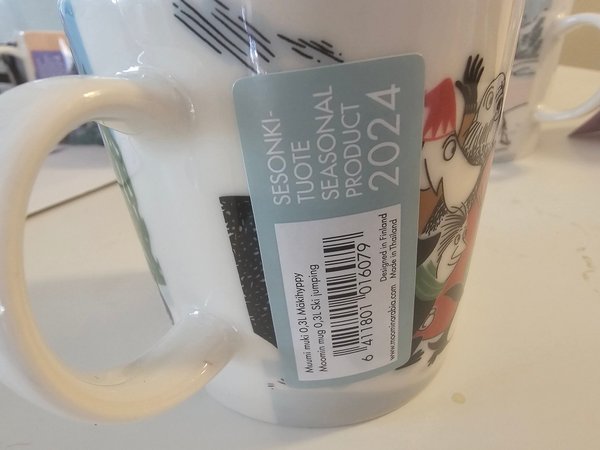 SESONKI-
TUOTE
SEASONAL
PRODUCT
2024
Muumi muki 0,3L Mäkihyppy
Moomin mug 0,3L Ski jumping
6 411801 016079
www.moominarabia.com
Designed in Finland
Made in Thailand